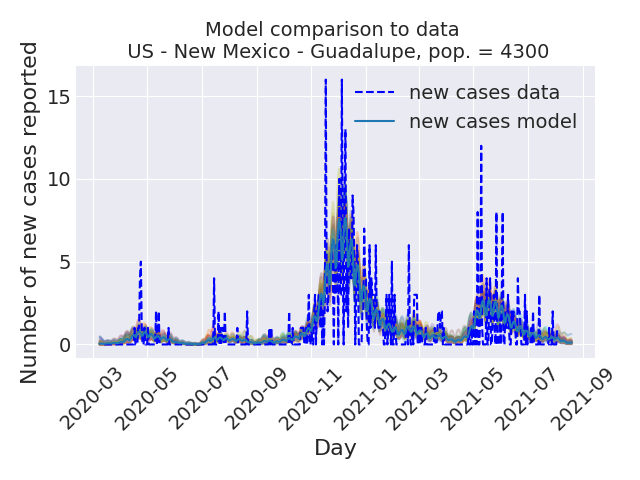 Model comparison to data
US - New Mexico - Guadalupe, pop. = 4300
Number of new cases reported
15
10
5
0
new cases data
new cases model
2020-03
2020-05
2020-07
2020-09
2020-11
2021-01
2021-03
2021-05
2021-07
2021-09
Day